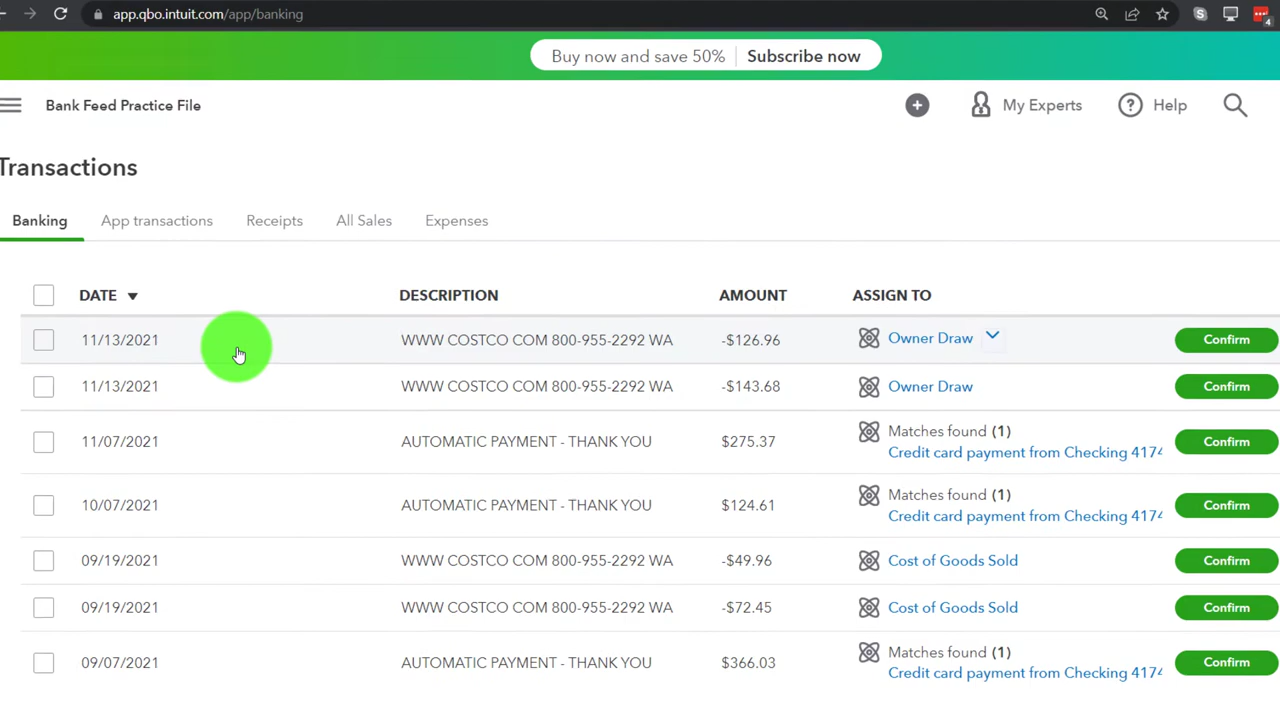 app.qbo.intuit.com/app/banking
4
Buy now and save 50% Subscribe now
Bank Feed Practice File My Experts Help
Transactions
Banking App transactions Receipts All Sales Expenses
DATE DESCRIPTION AMOUNT ASSIGN TO
11/13/2021 WWW COSTCO COM 800-955-2292 WA -$126.96 Owner Draw Confirm
11/13/2021 WWW COSTCO COM 800-955-2292 WA -$143.68 Owner Draw Confirm
11/07/2021 AUTOMATIC PAYMENT - THANK YOU $275.37 Matches found (1) Confirm
Credit card payment from Checking 4174
10/07/2021 AUTOMATIC PAYMENT - THANK YOU $124.61 Matches found (1) Confirm
Credit card payment from Checking 4174
09/19/2021 WWW COSTCO COM 800-955-2292 WA -$49.96 Cost of Goods Sold Confirm
09/19/2021 WWW COSTCO COM 800-955-2292 WA -$72.45 Cost of Goods Sold Confirm
09/07/2021 AUTOMATIC PAYMENT - THANK YOU $366.03 Matches found (1) Confirm
Credit card payment from Checking 4174